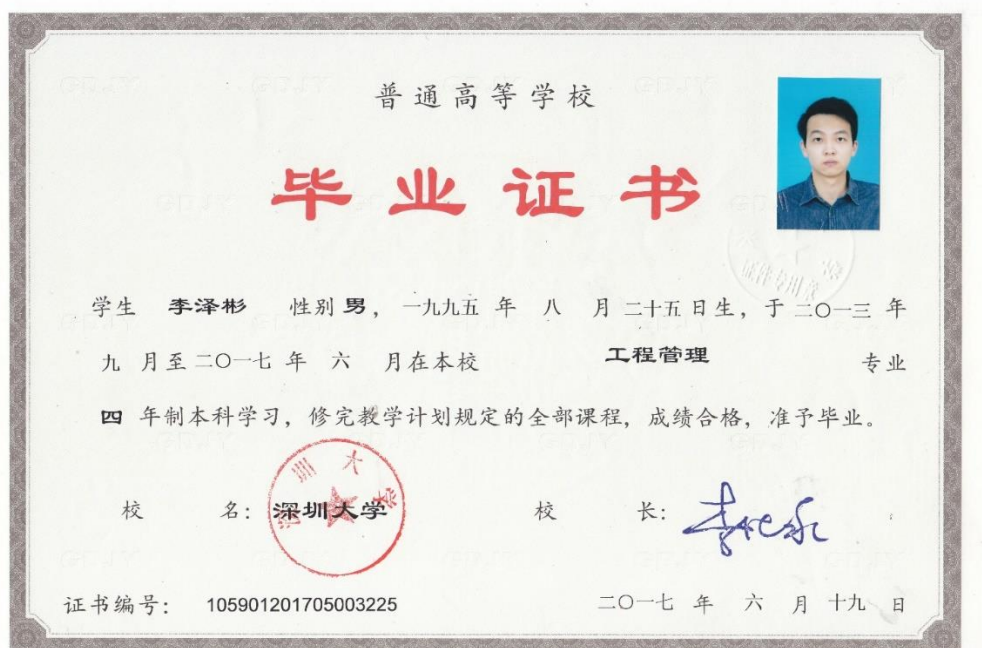 普通高等学校
毕业证书
学生 李泽彬 性别 男，一九九五 年 八 月 二十五 日生，于 二〇一三 年
九 月至 二〇一七 年 六 月在本校 工程管理 专业
四 年制本科学习，修完教学计划规定的全部课程，成绩合格，准予毕业。
校 名：深圳大学 校 长：
证书编号：105901201705003225 二〇一七 年 六 月 十九 日